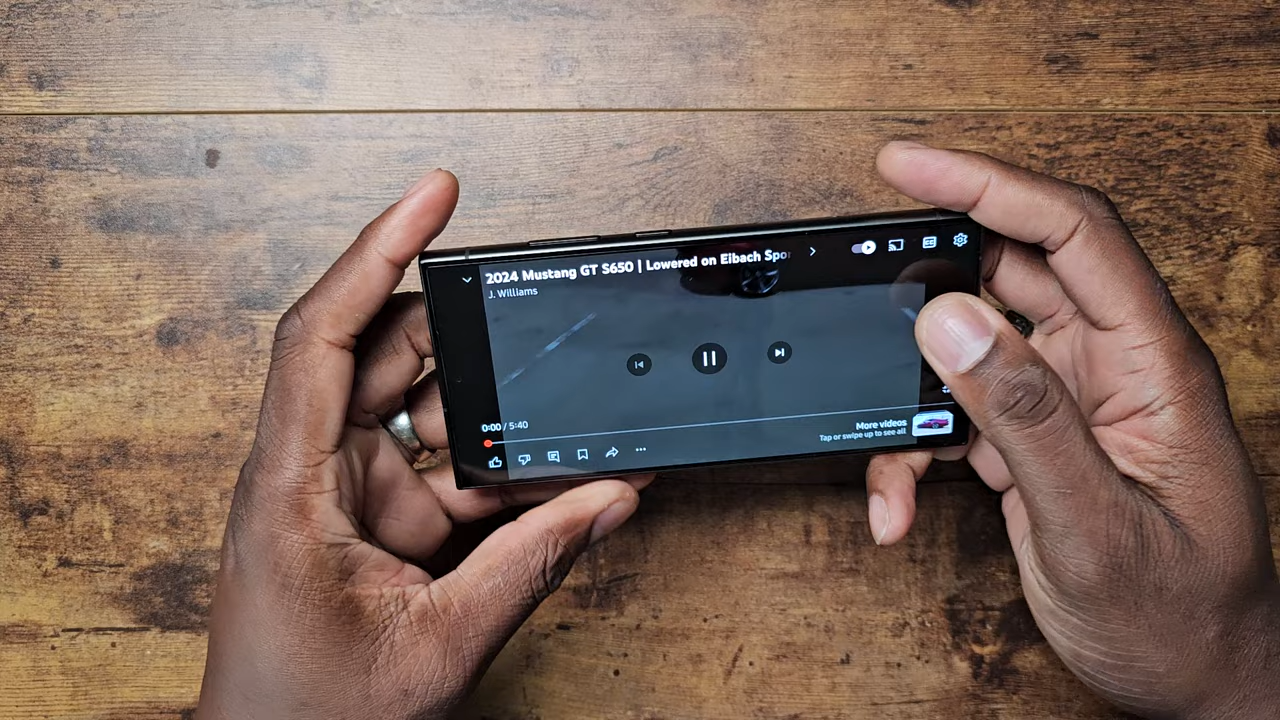 2024 Mustang GT S650 | Lowered on Eibach Spor
J. Williams
CC
0:00 / 5:40
More videos
Tap or swipe up to see all